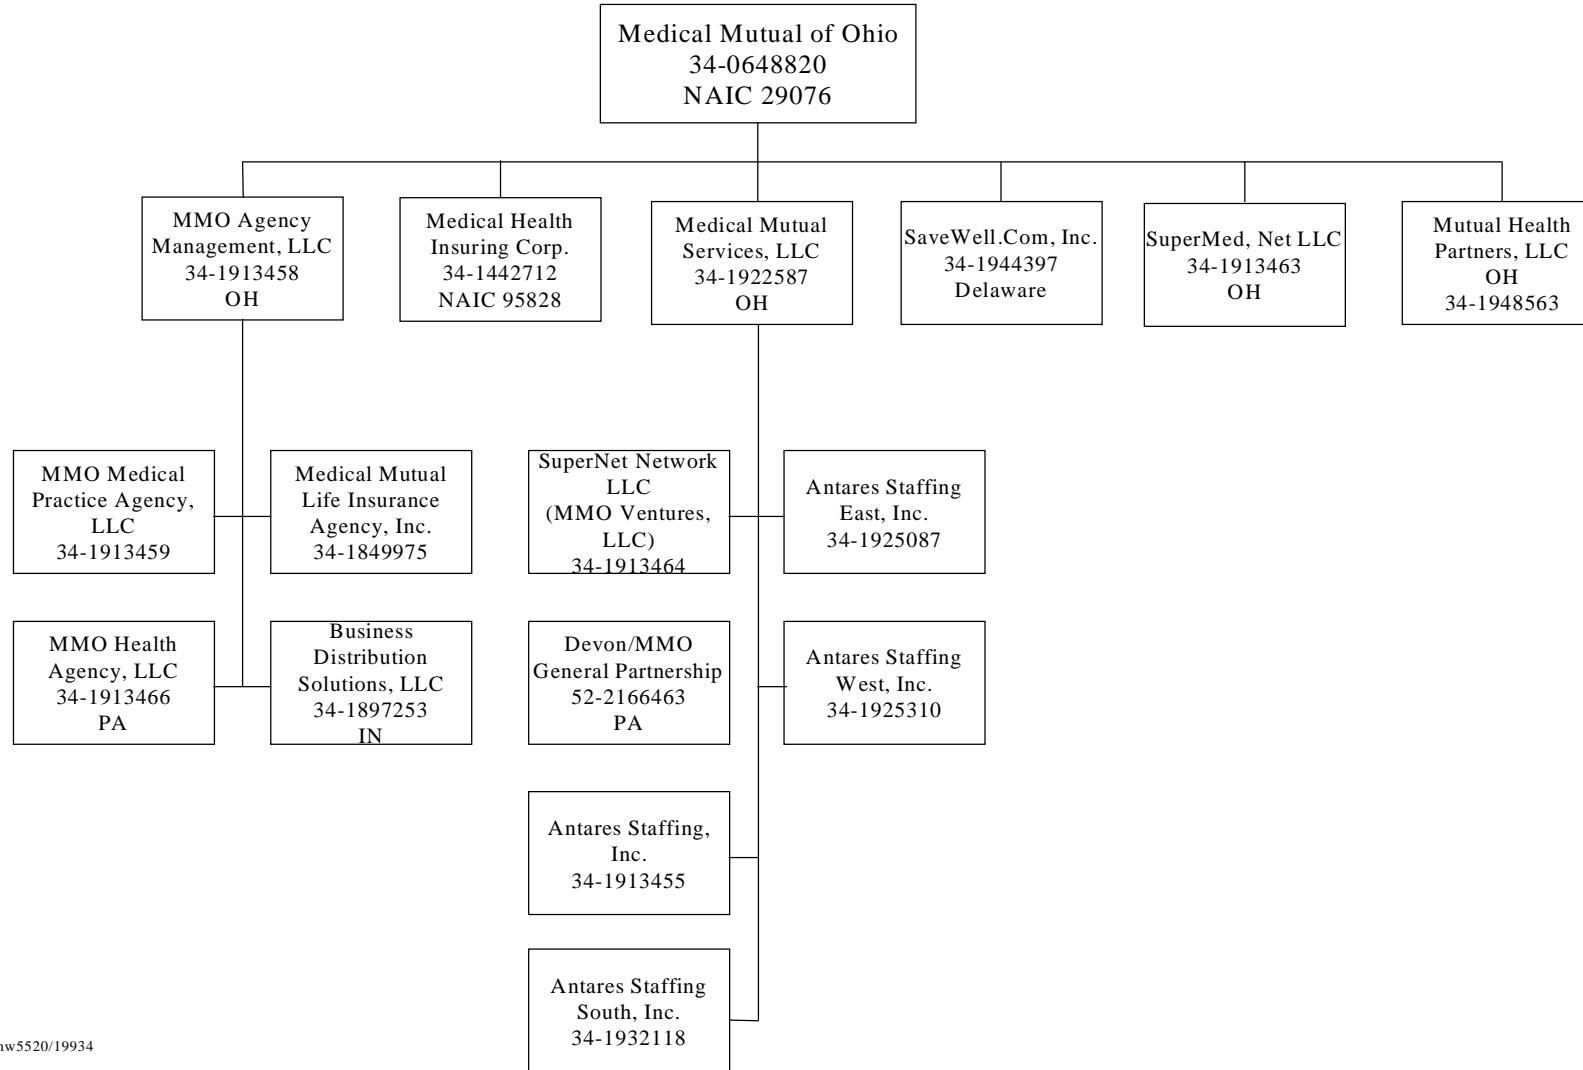 Medical Mutual of Ohio
34-0648820
NAIC 29076
MMO Agency
Management, LLC
34-1913458
OH
Medical Health
Insuring Corp.
34-1442712
NAIC 95828
Medical Mutual
Services, LLC
34-1922587
OH
SaveWell.Com, Inc.
34-1944397
Delaware
SuperMed, Net LLC
34-1913463
OH
Mutual Health
Partners, LLC
OH
34-1948563
MMO Medical
Practice Agency,
LLC
34-1913459
Medical Mutual
Life Insurance
Agency, Inc.
34-1849975
SuperNet Network
LLC
(MMO Ventures,
LLC)
34-1913464
Antares Staffing
East, Inc.
34-1925087
MMO Health
Agency, LLC
34-1913466
PA
Business
Distribution
Solutions, LLC
34-1897253
IN
Devon/MMO
General Partnership
52-2166463
PA
Antares Staffing
West, Inc.
34-1925310
Antares Staffing,
Inc.
34-1913455
Antares Staffing
South, Inc.
34-1932118
nw5520/19934